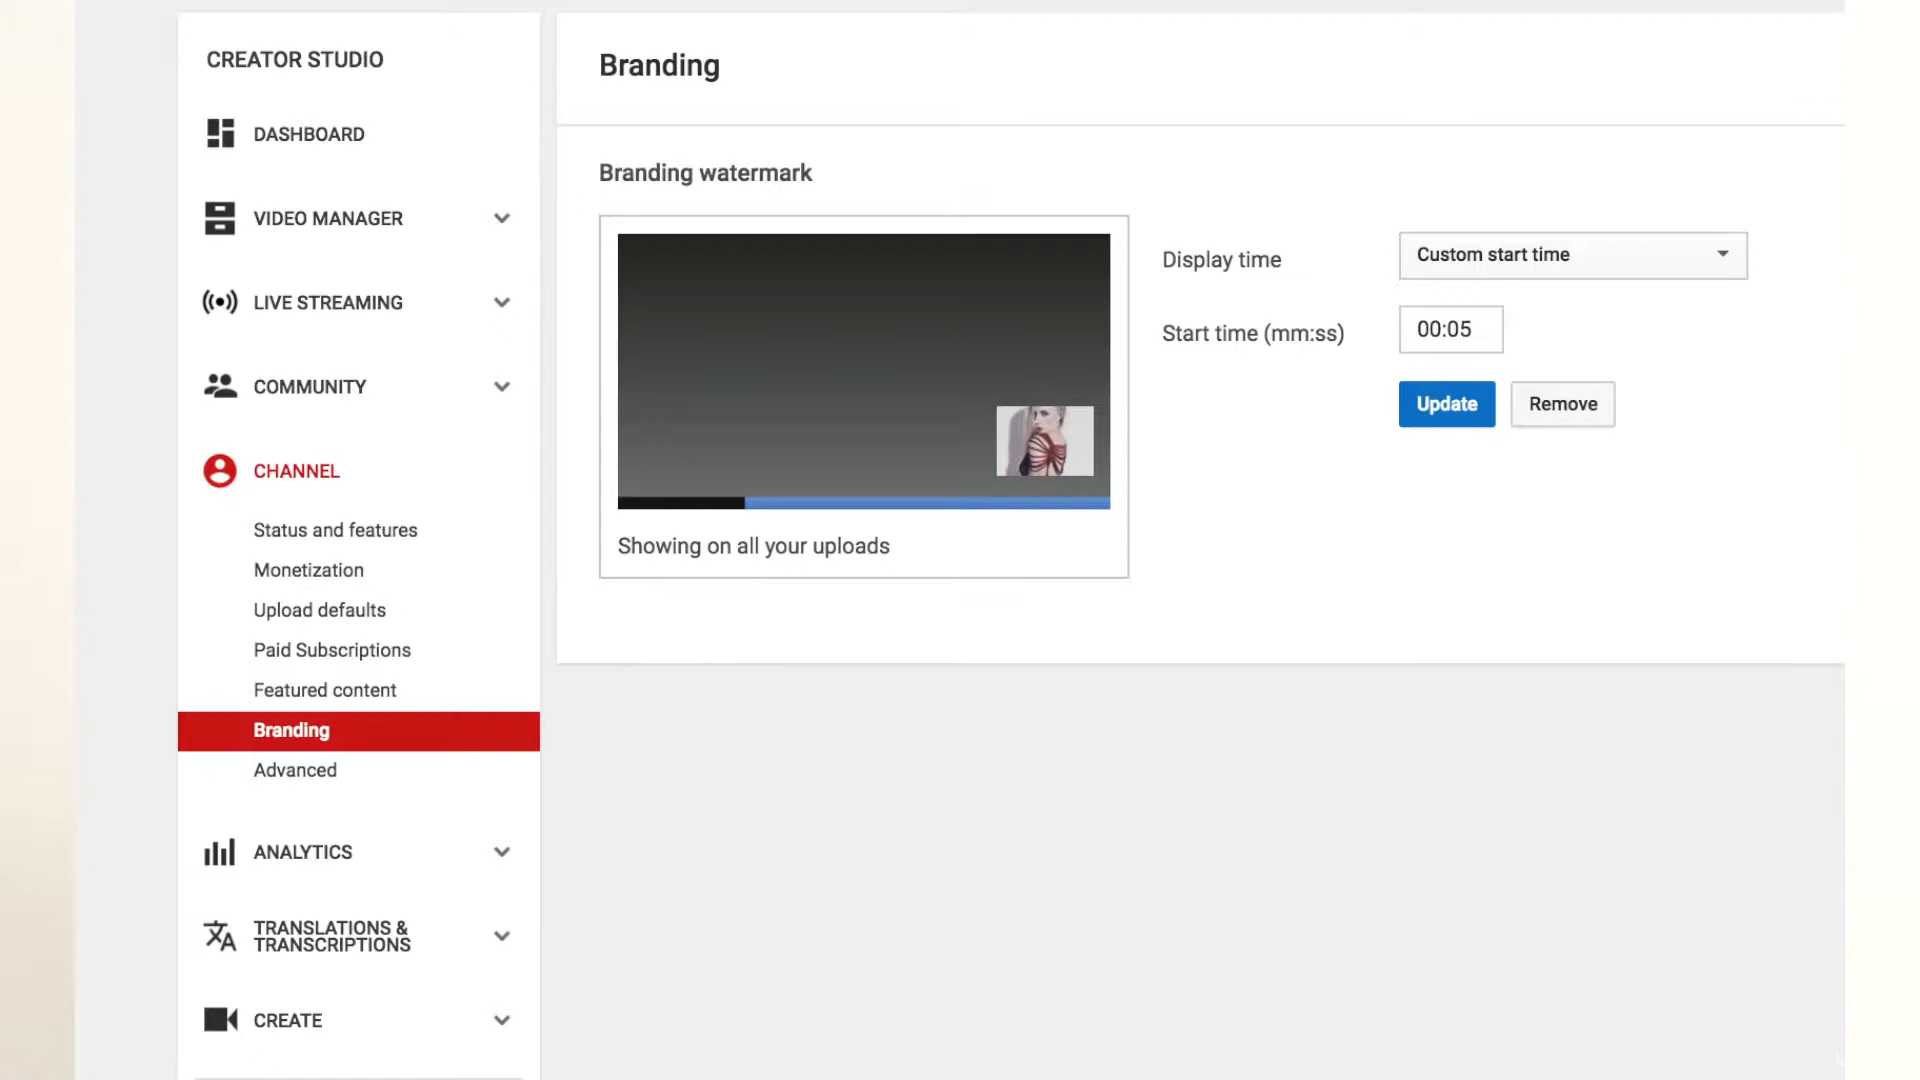 CREATOR STUDIO
DASHBOARD
VIDEO MANAGER
LIVE STREAMING
COMMUNITY
CHANNEL
Status and features
Monetization
Upload defaults
Paid Subscriptions
Featured content
Branding
Advanced
ANALYTICS
TRANSLATIONS &
TRANSCRIPTIONS
CREATE
Branding
Branding watermark
Showing on all your uploads
Display time
Custom start time
Start time (mm:ss)
00:05
Update
Remove